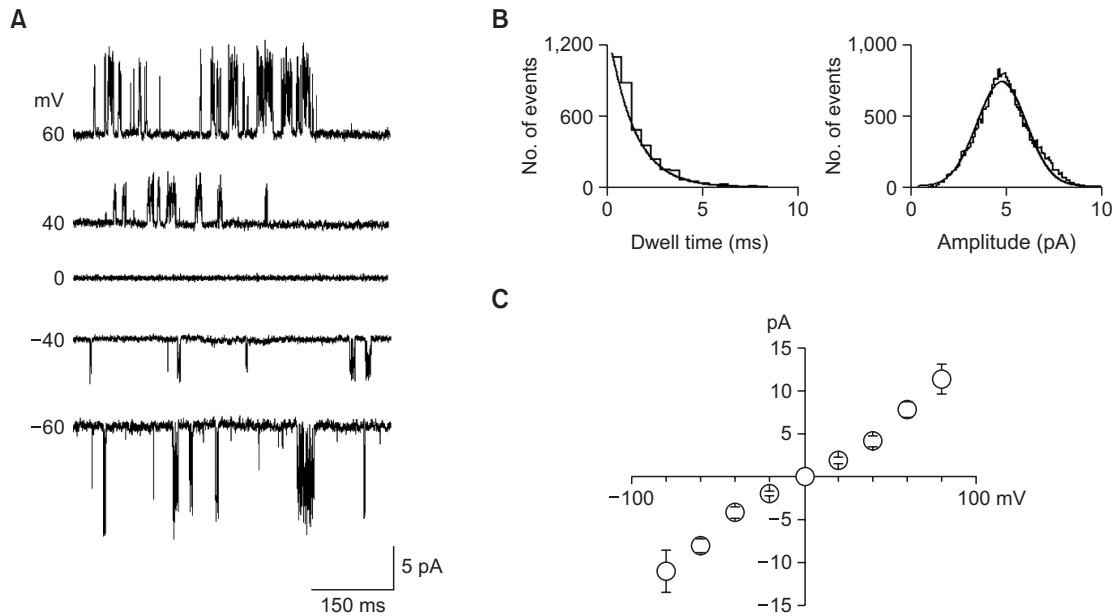 A
mV
60
40
0
−40
−60
5 pA
150 ms
B
1,200
600
0
No. of events
0 5 10
Dwell time (ms)
1,000
500
0
No. of events
0 5 10
Amplitude (pA)
C
pA
15
10
5
−100
100 mV
−5
−10
−15